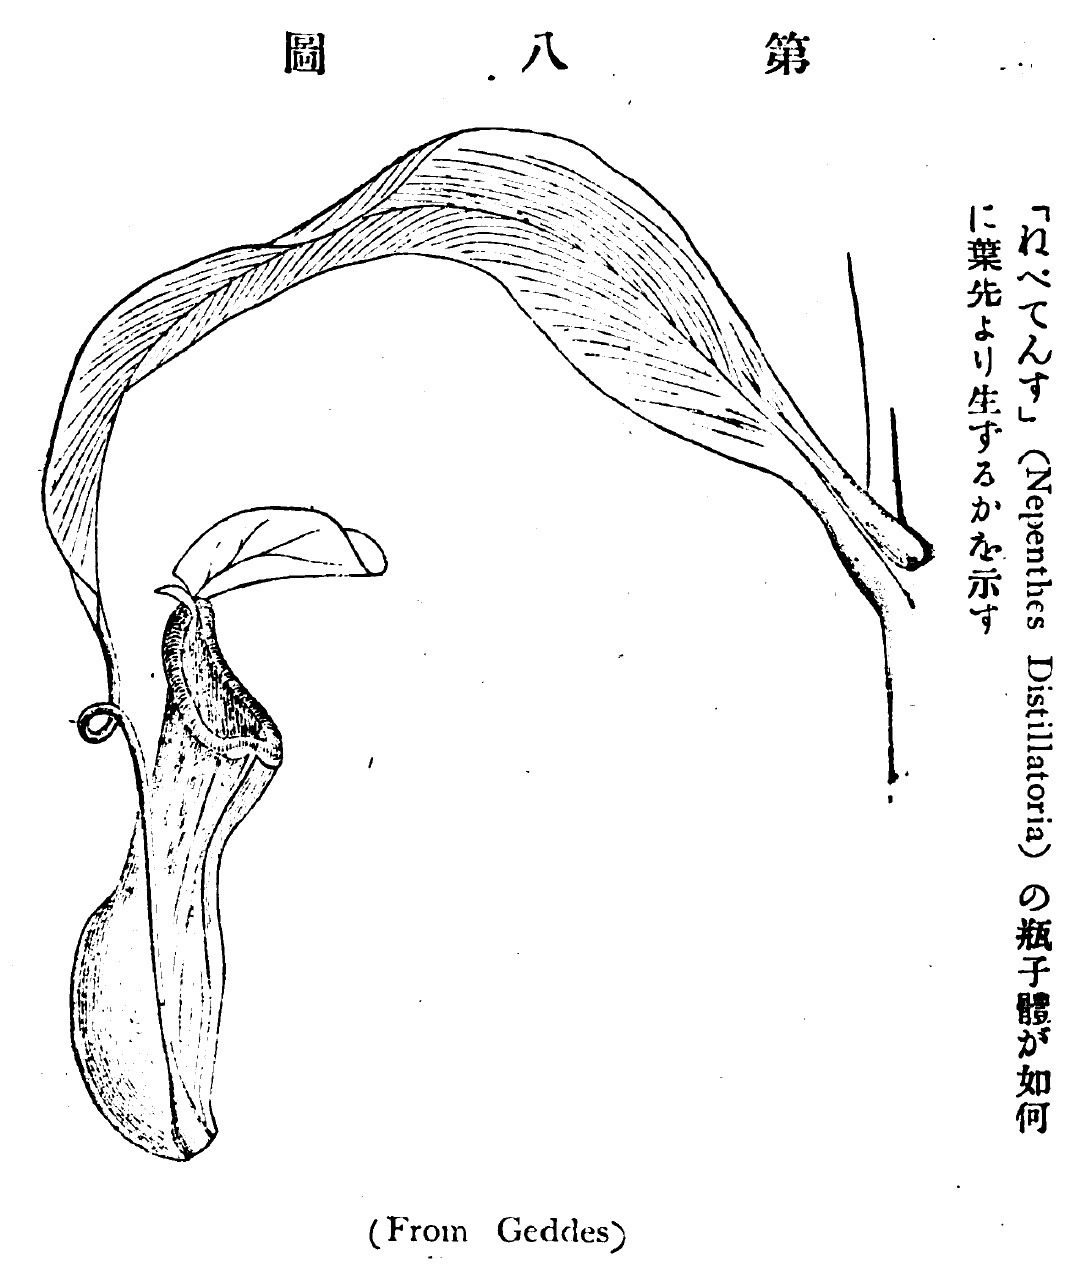 第八圖
「ねぺてんす」(Nepenthes Distillatoria)の瓶子體が如何
に葉先より生ずるかを示す
(From Geddes)